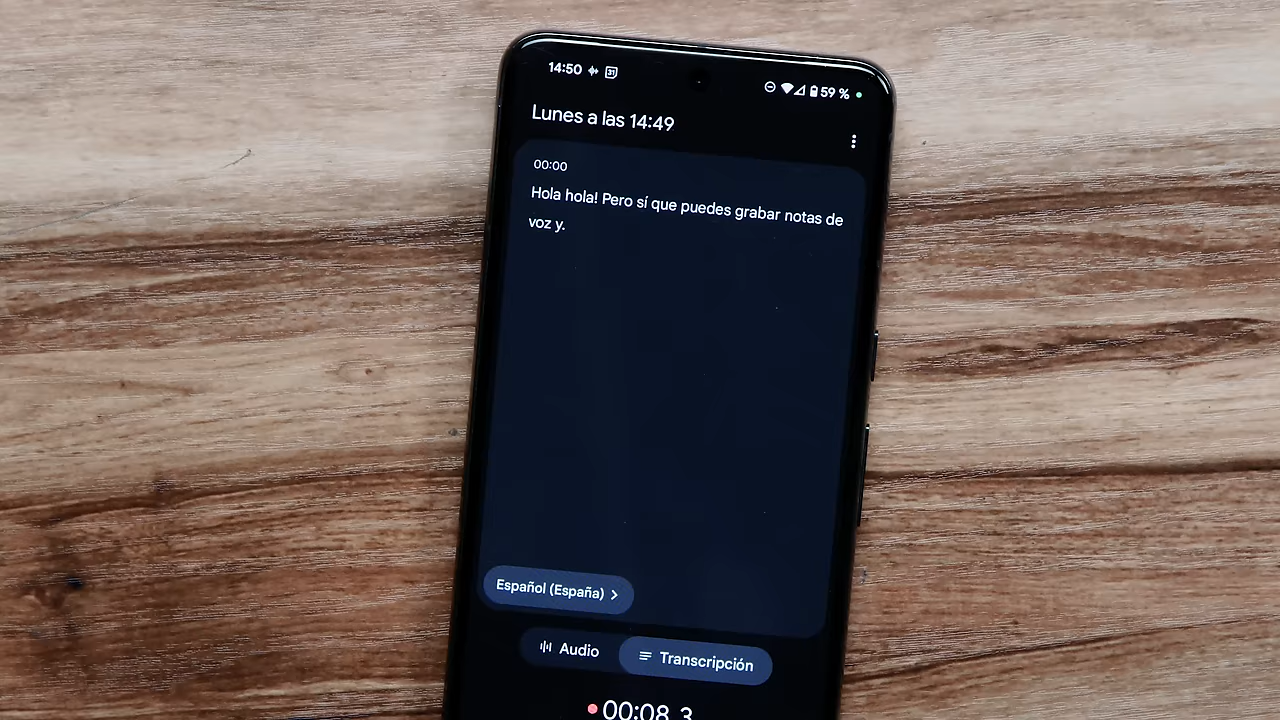 14:50 31 59 %
Lunes a las 14:49
00:00
Hola hola! Pero sí que puedes grabar notas de
voz y.
Español (España)
Audio Transcripción
00:08.3